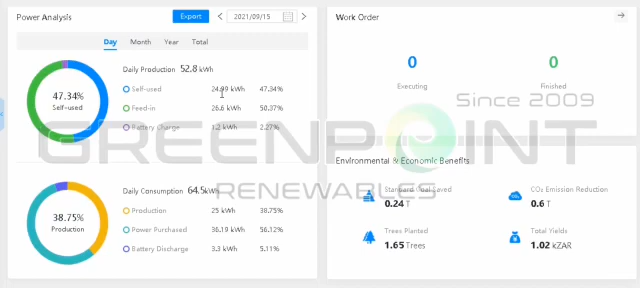 Power Analysis
Export
2021/09/15
Day Month Year Total
Daily Production 52.8 kWh
47.34%
Self-used
Self-used 24.99 kWh 47.34%
Feed-in 26.6 kWh 50.37%
Battery Charge 1.2 kWh 2.27%
Daily Consumption 64.5kWh
38.75%
Production
Production 25 kWh 38.75%
Power Purchased 36.19 kWh 56.12%
Battery Discharge 3.3 kWh 5.11%
Work Order
0
Executing
0
Finished
Since 2009
GREENPOINT
RENEWABLES
Environmental & Economic Benefits
Standard Coal Saved
0.24 T
CO₂ Emission Reduction
0.6 T
Trees Planted
1.65 Trees
Total Yields
1.02 kZAR